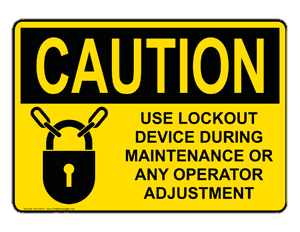 CAUTION
USE LOCKOUT
DEVICE DURING
MAINTENANCE OR
ANY OPERATOR
ADJUSTMENT